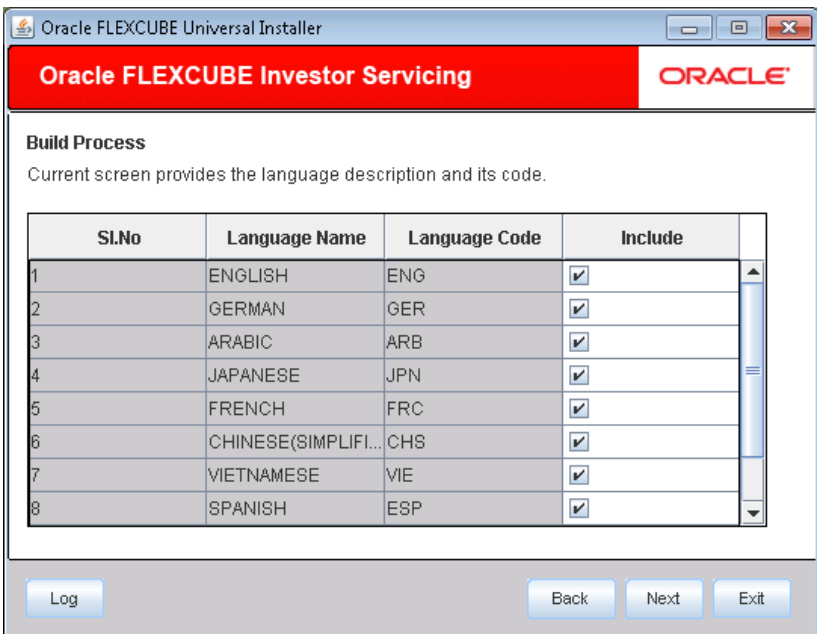 Oracle FLEXCUBE Universal Installer
Oracle FLEXCUBE Investor Servicing ORACLE
Build Process
Current screen provides the language description and its code.
Sl.No Language Name Language Code Include
1 ENGLISH ENG
2 GERMAN GER
3 ARABIC ARB
4 JAPANESE JPN
5 FRENCH FRC
6 CHINESE(SIMPLIFI... CHS
7 VIETNAMESE VIE
8 SPANISH ESP
Log Back Next Exit